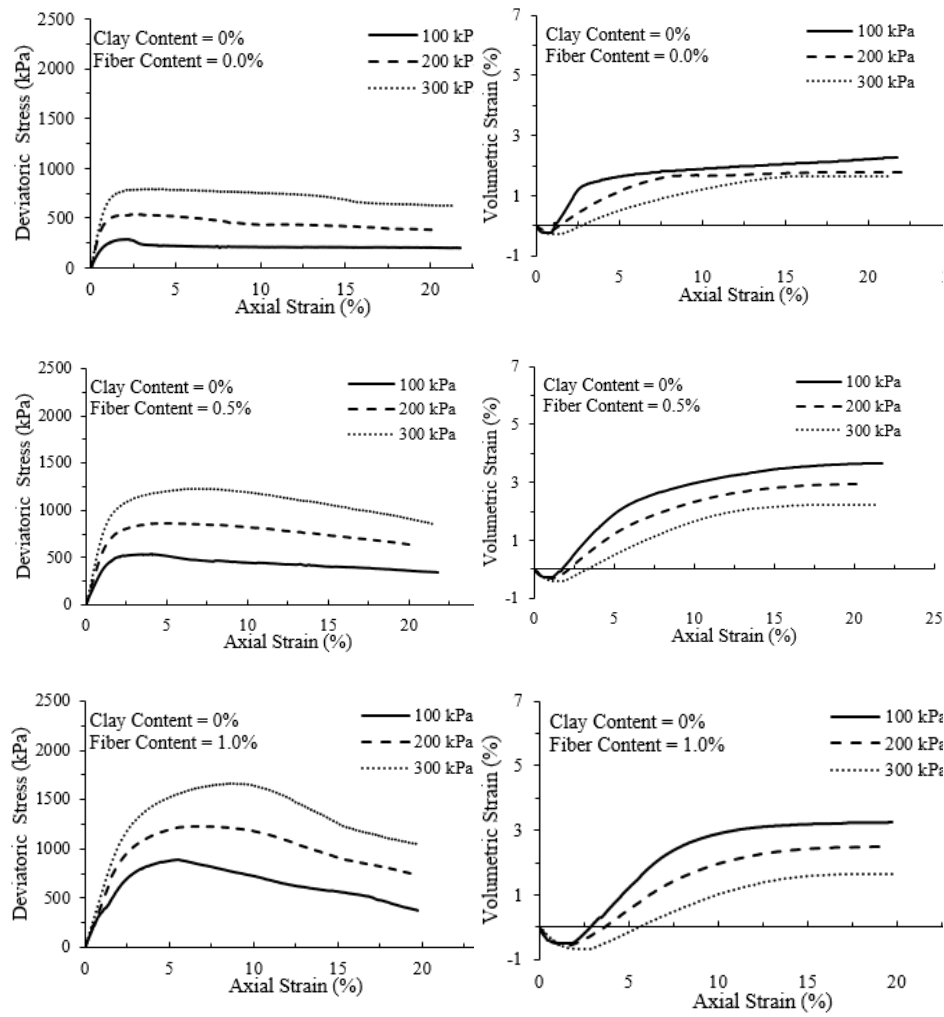 2500
2000
1500
1000
500
0
Deviatoric Stress (kPa)
Clay Content = 0%
Fiber Content = 0.0%
100 kP
200 kP
300 kP
0 5 10 15 20
Axial Strain (%)
7
5
3
1
-1
Volumetric Strain (%)
Clay Content = 0%
Fiber Content = 0.0%
100 kPa
200 kPa
300 kPa
0 5 10 15 20
Axial Strain (%)
2500
2000
1500
1000
500
0
Deviatoric Stress (kPa)
Clay Content = 0%
Fiber Content = 0.5%
100 kPa
200 kPa
300 kPa
0 5 10 15 20
Axial Strain (%)
7
5
3
1
-1
Volumetric Strain (%)
Clay Content = 0%
Fiber Content = 0.5%
100 kPa
200 kPa
300 kPa
0 5 10 15 20 25
Axial Strain (%)
2500
2000
1500
1000
500
0
Deviatoric Stress (kPa)
Clay Content = 0%
Fiber Content = 1.0%
100 kPa
200 kPa
300 kPa
0 5 10 15 20
Axial Strain (%)
7
5
3
1
-1
Volumetric Strain (%)
Clay Content = 0%
Fiber Content = 1.0%
100 kPa
200 kPa
300 kPa
0 5 10 15 20
Axial Strain (%)